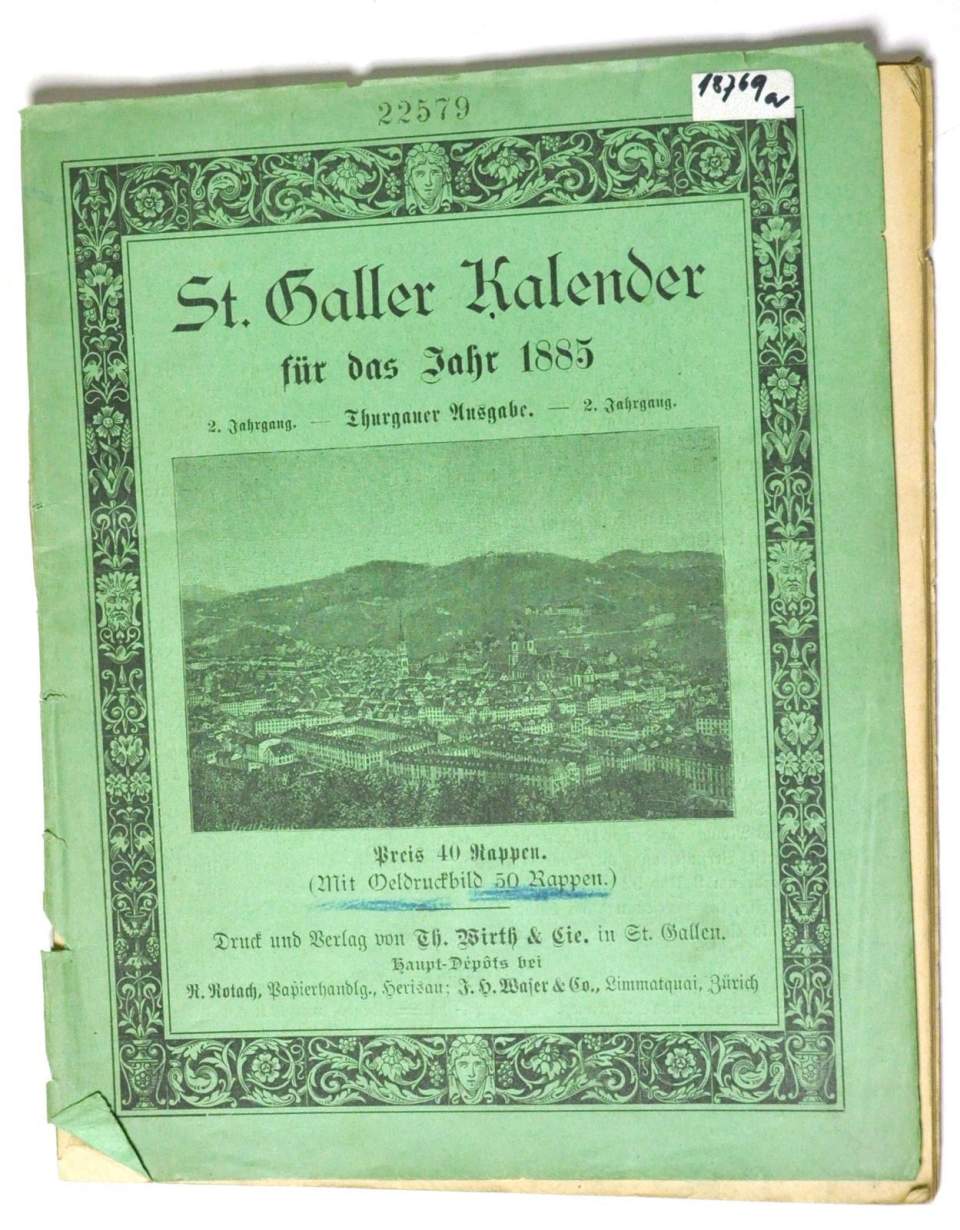 22579
18769a
St. Galler Kalender
für das Jahr 1885
2. Jahrgang. — Thurgauer Ausgabe. — 2. Jahrgang.
Preis 40 Rappen.
(Mit Oeldruckbild 50 Rappen.)
Druck und Verlag von Th. Wirth & Cie. in St. Gallen.
Haupt-Dépôts bei
R. Rotach, Papierhandlg., Herisau; J. H. Waser & Co., Limmatquai, Zürich